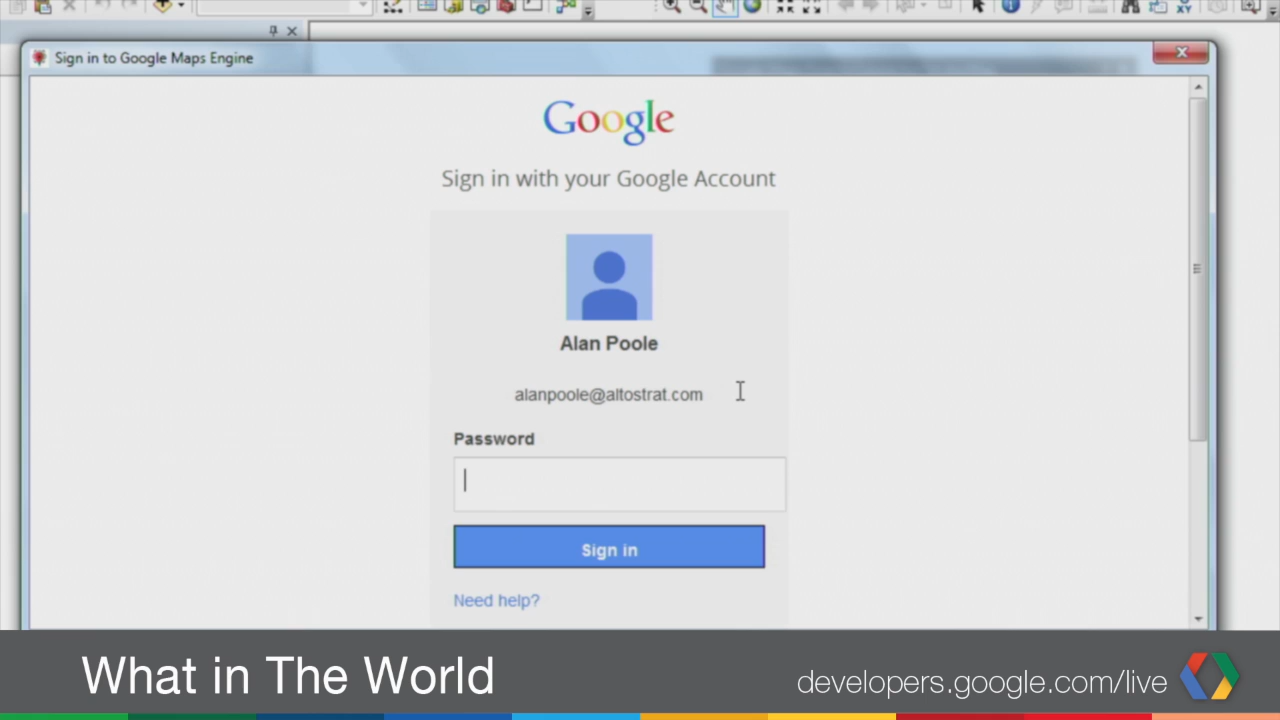 Sign in to Google Maps Engine
Google
Sign in with your Google Account
Alan Poole
alanpoole@altostrat.com
Password
Sign in
Need help?
What in The World
developers.google.com/live